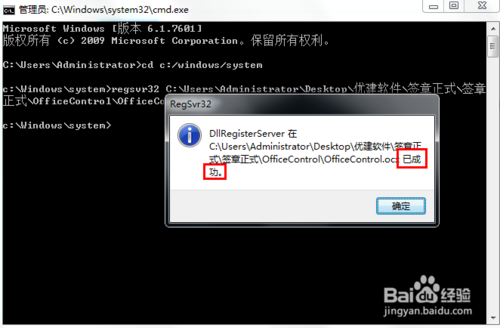 管理员: C:\Windows\system32\cmd.exe
Microsoft Windows [版本 6.1.7601]
版权所有 (c) 2009 Microsoft Corporation。保留所有权利。
C:\Users\Administrator>cd c:/windows/system
c:\Windows\system>regsvr32 C:\Users\Administrator\Desktop\优建软件\签章正式\签章
正式\OfficeControl\OfficeCo
c:\Windows\system>
RegSvr32
DllRegisterServer 在
C:\Users\Administrator\Desktop\优建软件\签章正
式\签章正式\OfficeControl\OfficeControl.ocx 已成
功。
确定
Baidu 经验
jingyan.baidu.com